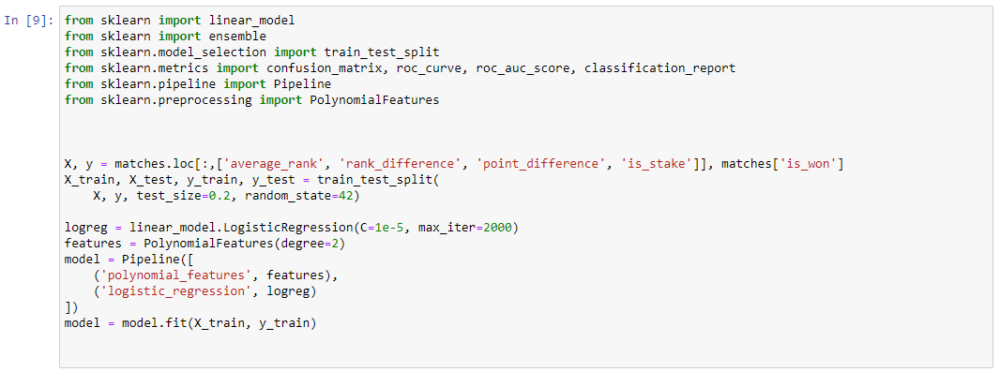 In [9]: from sklearn import linear_model
from sklearn import ensemble
from sklearn.model_selection import train_test_split
from sklearn.metrics import confusion_matrix, roc_curve, roc_auc_score, classification_report
from sklearn.pipeline import Pipeline
from sklearn.preprocessing import PolynomialFeatures
X, y = matches.loc[:,['average_rank', 'rank_difference', 'point_difference', 'is_stake']], matches['is_won']
X_train, X_test, y_train, y_test = train_test_split(
    X, y, test_size=0.2, random_state=42)
logreg = linear_model.LogisticRegression(C=1e-5, max_iter=2000)
features = PolynomialFeatures(degree=2)
model = Pipeline([
    ('polynomial_features', features),
    ('logistic_regression', logreg)
])
model = model.fit(X_train, y_train)